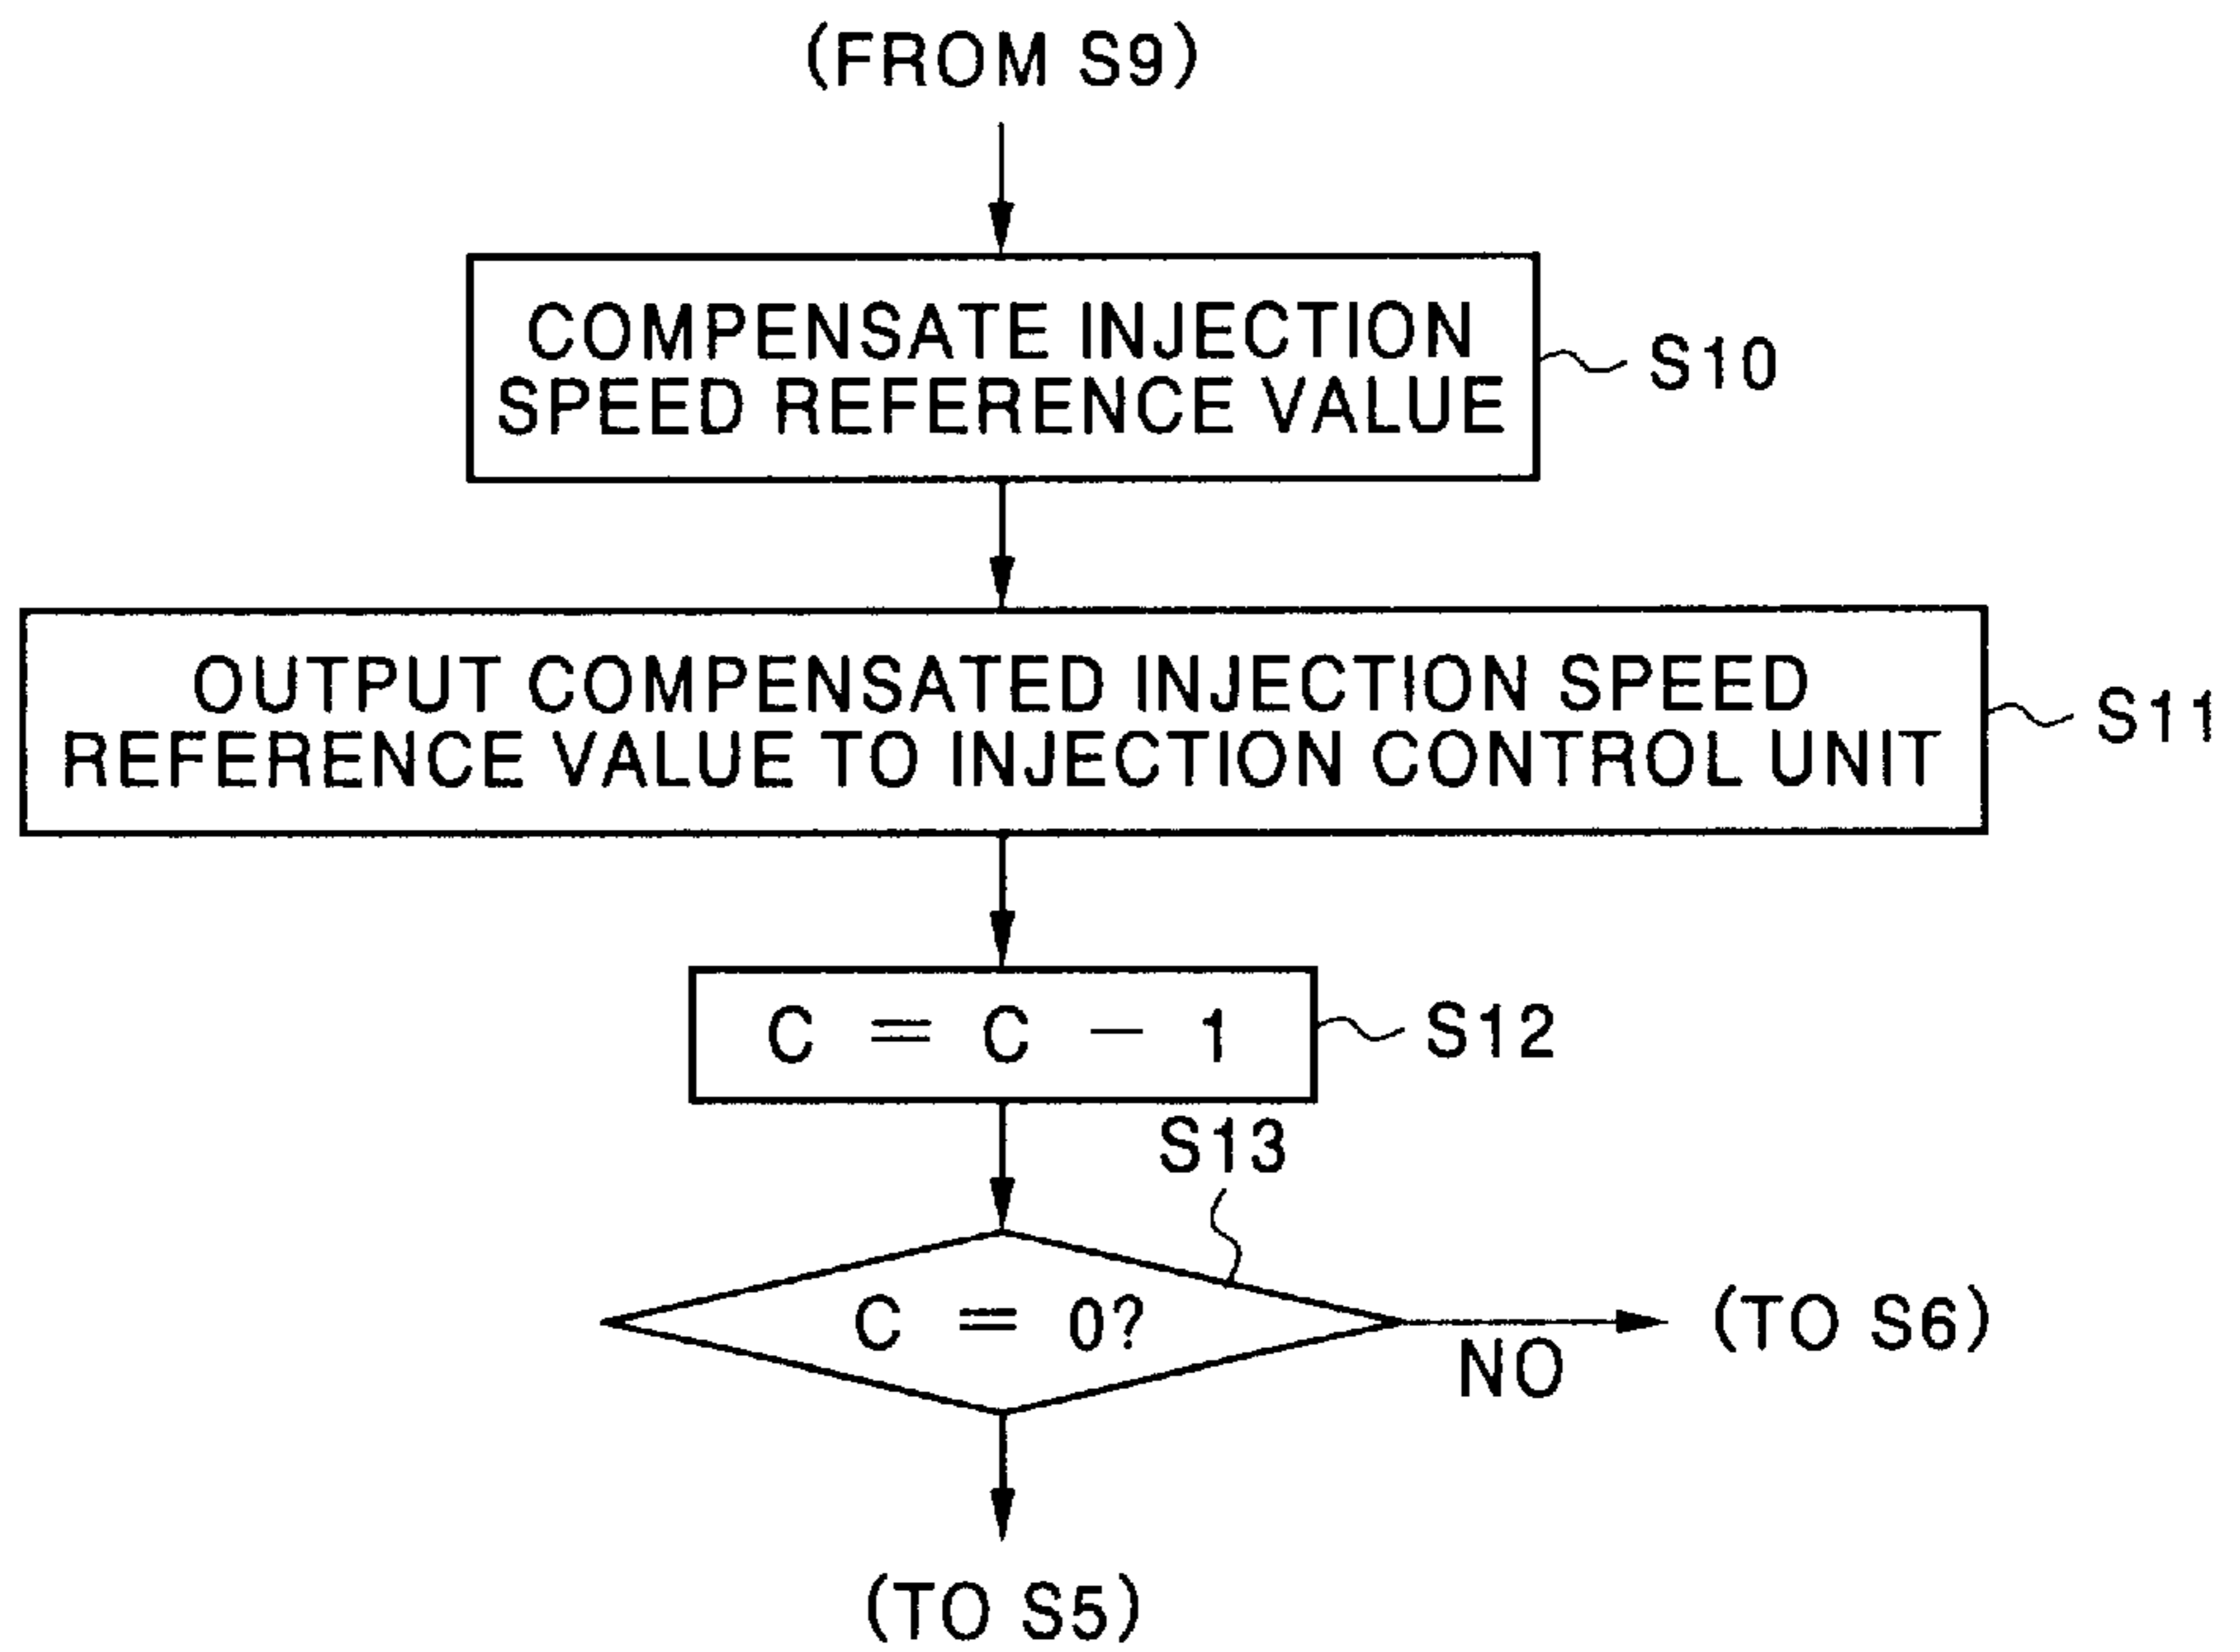 (FROM S9)
COMPENSATE INJECTION
SPEED REFERENCE VALUE
S10
OUTPUT COMPENSATED INJECTION SPEED
REFERENCE VALUE TO INJECTION CONTROL UNIT
S11
C = C - 1
S12
S13
C = 0?
NO
(TO S6)
(TO S5)